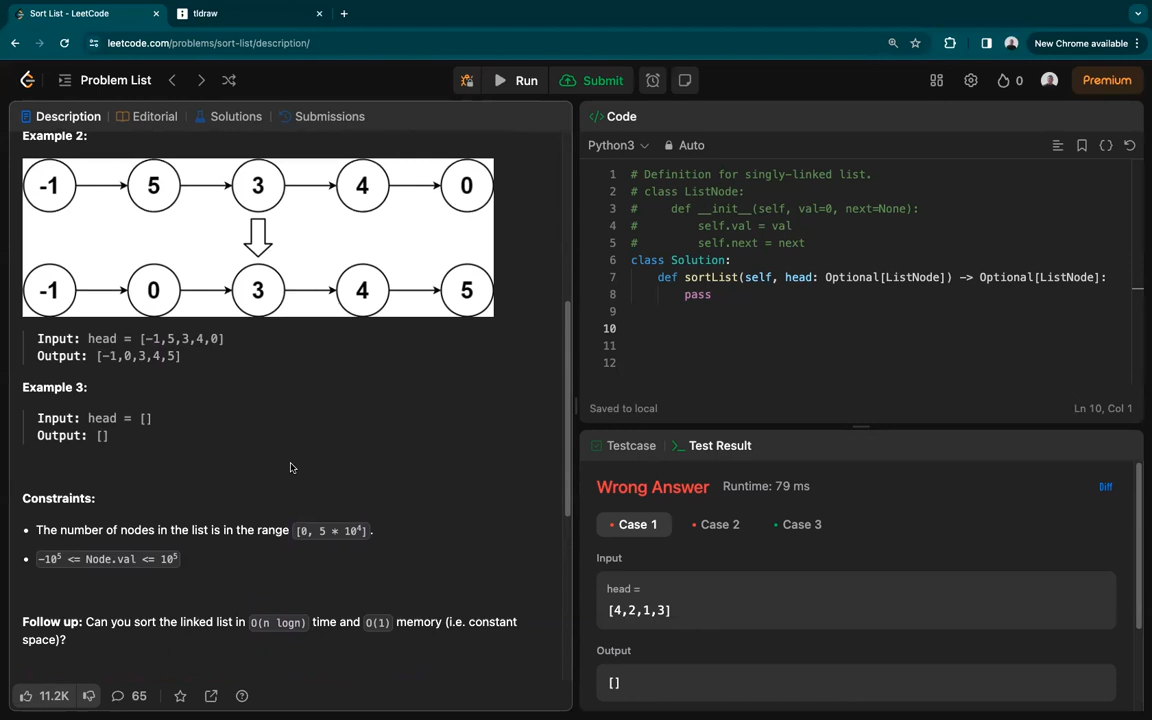 Sort List - LeetCode
tldraw
leetcode.com/problems/sort-list/description/
New Chrome available
Problem List
Run
Submit
0
Premium
Description
Editorial
Solutions
Submissions
Example 2:
-1 5 3 4 0
-1 0 3 4 5
Input: head = [-1,5,3,4,0]
Output: [-1,0,3,4,5]
Example 3:
Input: head = []
Output: []
Constraints:
• The number of nodes in the list is in the range [0, 5 * 10⁴].
• -10⁵ <= Node.val <= 10⁵
Follow up: Can you sort the linked list in O(n logn) time and O(1) memory (i.e. constant
space)?
11.2K
65
</> Code
Python3
Auto
1 # Definition for singly-linked list.
2 # class ListNode:
3 #     def __init__(self, val=0, next=None):
4 #         self.val = val
5 #         self.next = next
6 class Solution:
7     def sortList(self, head: Optional[ListNode]) -> Optional[ListNode]:
8         pass
9
10
11
12
Saved to local
Ln 10, Col 1
Testcase
>_ Test Result
Wrong Answer
Runtime: 79 ms
Diff
• Case 1
• Case 2
• Case 3
Input
head =
[4,2,1,3]
Output
[]